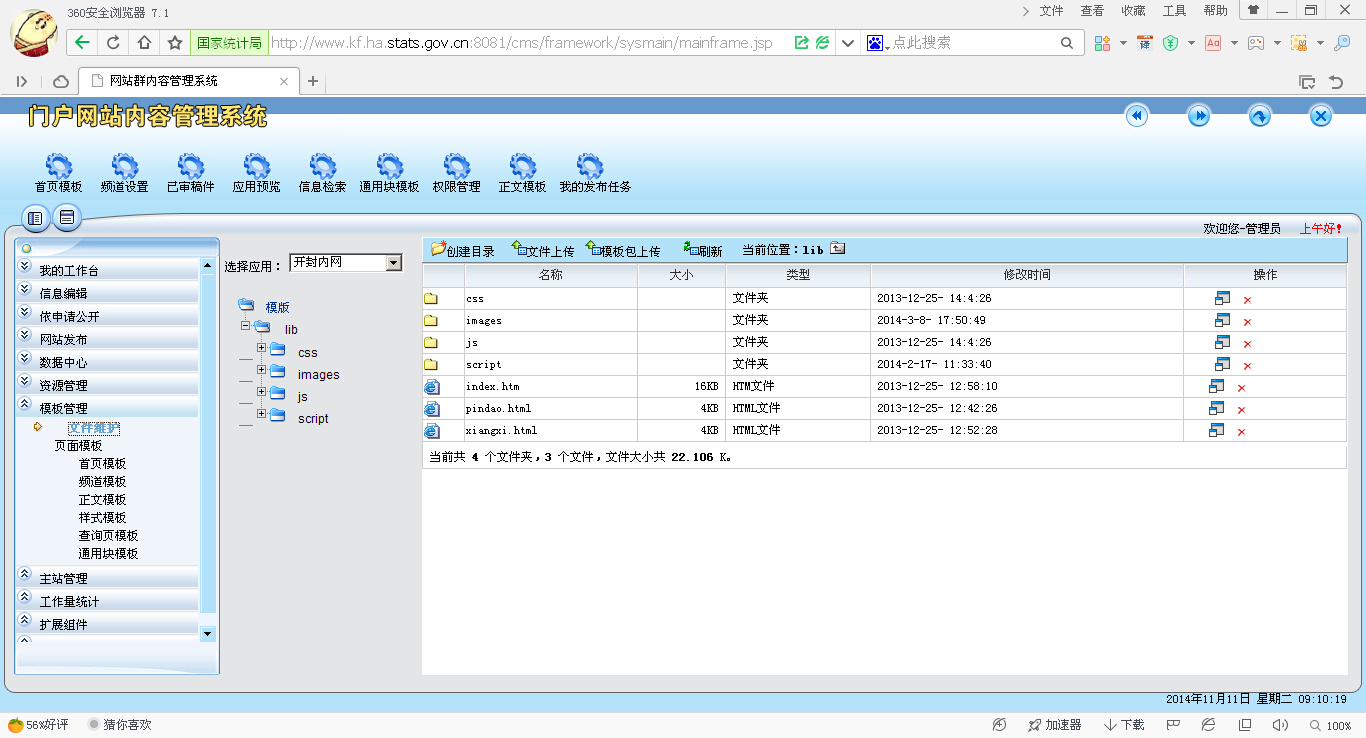 360安全浏览器 7.1
文件 查看 收藏 工具 帮助
国家统计局 http://www.kf.ha.stats.gov.cn:8081/cms/framework/sysmain/mainframe.jsp 点此搜索
网站群内容管理系统
门户网站内容管理系统
首页模板 频道设置 已审稿件 应用预览 信息检索 通用块模板 权限管理 正文模板 我的发布任务
欢迎您-管理员 上午好!
我的工作台
信息编辑
依申请公开
网站发布
数据中心
资源管理
模板管理
文件维护
页面模板
首页模板
频道模板
正文模板
样式模板
查询页模板
通用块模板
主站管理
工作量统计
扩展组件
选择应用： 开封内网
模版
lib
css
images
js
script
创建目录 文件上传 模板包上传 刷新 当前位置：lib
名称 大小 类型 修改时间 操作
css 文件夹 2013-12-25- 14:4:26
images 文件夹 2014-3-8- 17:50:49
js 文件夹 2013-12-25- 14:4:26
script 文件夹 2014-2-17- 11:33:40
index.htm 16KB HTM文件 2013-12-25- 12:58:10
pindao.html 4KB HTML文件 2013-12-25- 12:42:26
xiangxi.html 4KB HTML文件 2013-12-25- 12:52:28
当前共 4 个文件夹，3 个文件，文件大小共 22.106 K。
2014年11月11日 星期二 09:10:19
56%好评 猜你喜欢 加速器 下载 100%